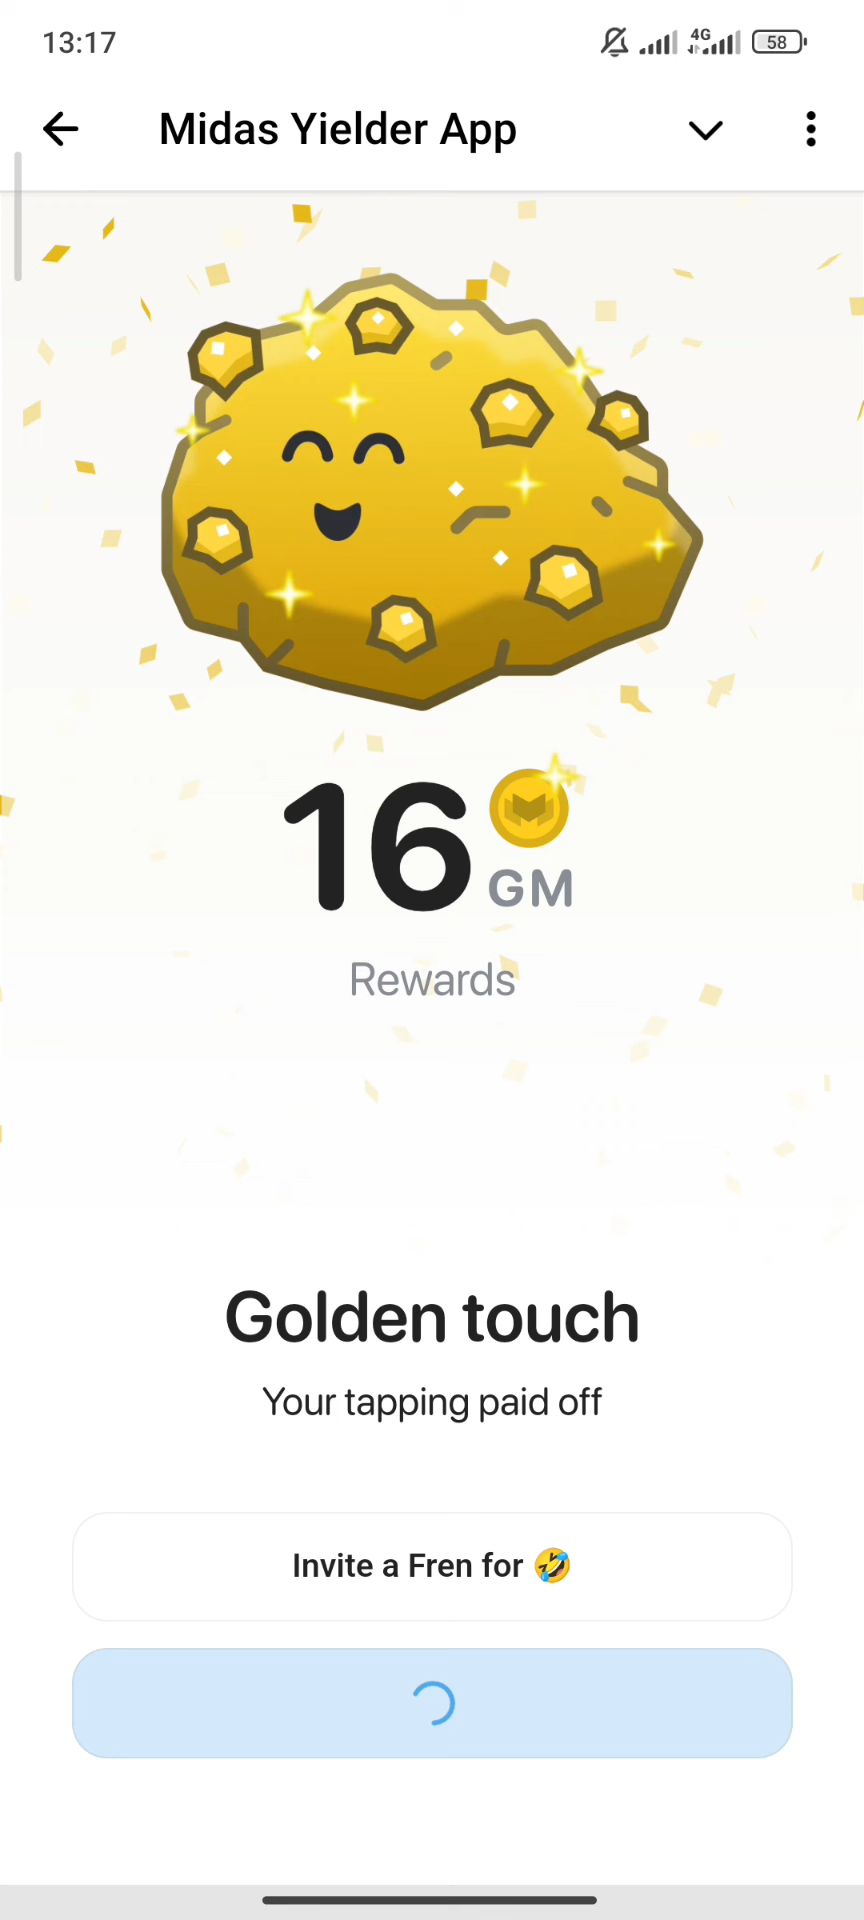 13:17
4G
58
Midas Yielder App
16
GM
Rewards
Golden touch
Your tapping paid off
Invite a Fren for 🤣